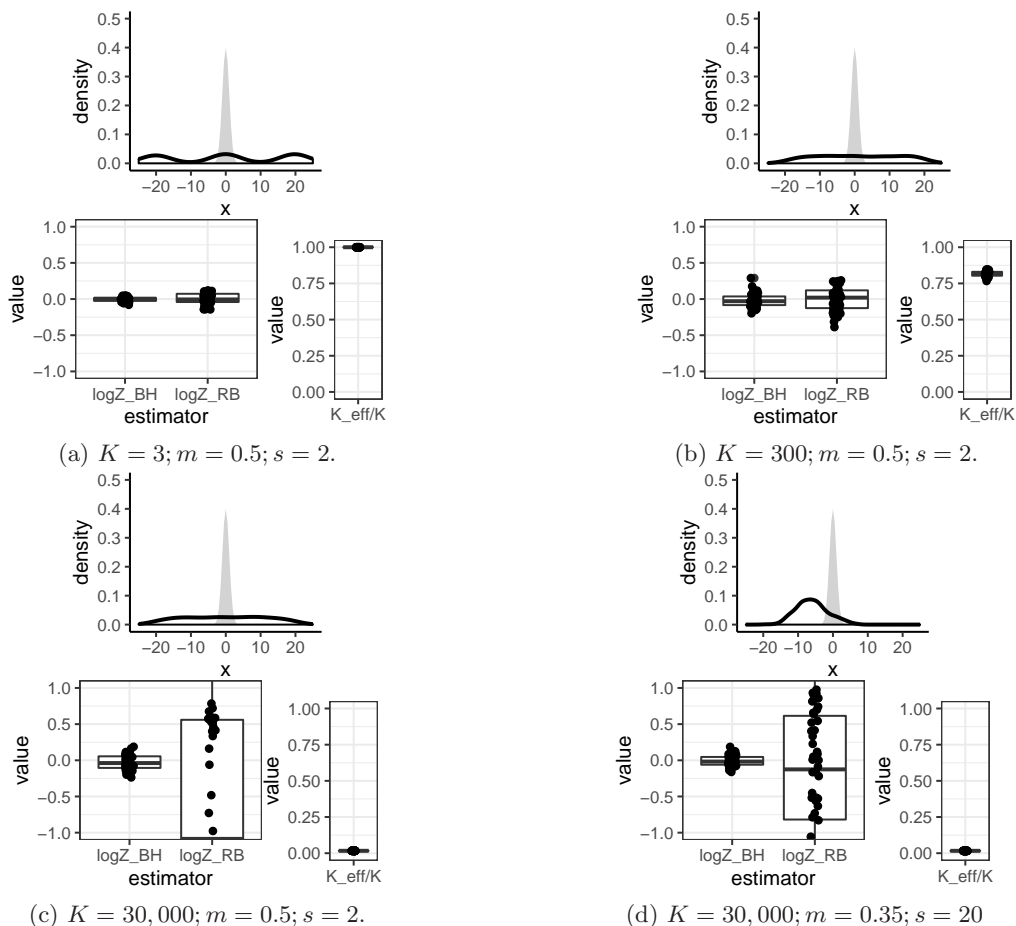 0.5
0.4
0.3
0.2
0.1
0.0
density
−20 −10 0 10 20
x
1.0
0.5
0.0
−0.5
−1.0
value
logZ_BH logZ_RB
estimator
1.00
0.75
0.50
0.25
0.00
value
K_eff/K
(a) K = 3; m = 0.5; s = 2.
0.5
0.4
0.3
0.2
0.1
0.0
density
−20 −10 0 10 20
x
1.0
0.5
0.0
−0.5
−1.0
value
logZ_BH logZ_RB
estimator
1.00
0.75
0.50
0.25
0.00
value
K_eff/K
(b) K = 300; m = 0.5; s = 2.
0.5
0.4
0.3
0.2
0.1
0.0
density
−20 −10 0 10 20
x
1.0
0.5
0.0
−0.5
−1.0
value
logZ_BH logZ_RB
estimator
1.00
0.75
0.50
0.25
0.00
value
K_eff/K
(c) K = 30,000; m = 0.5; s = 2.
0.5
0.4
0.3
0.2
0.1
0.0
density
−20 −10 0 10 20
x
1.0
0.5
0.0
−0.5
−1.0
value
logZ_BH logZ_RB
estimator
1.00
0.75
0.50
0.25
0.00
value
K_eff/K
(d) K = 30,000; m = 0.35; s = 20